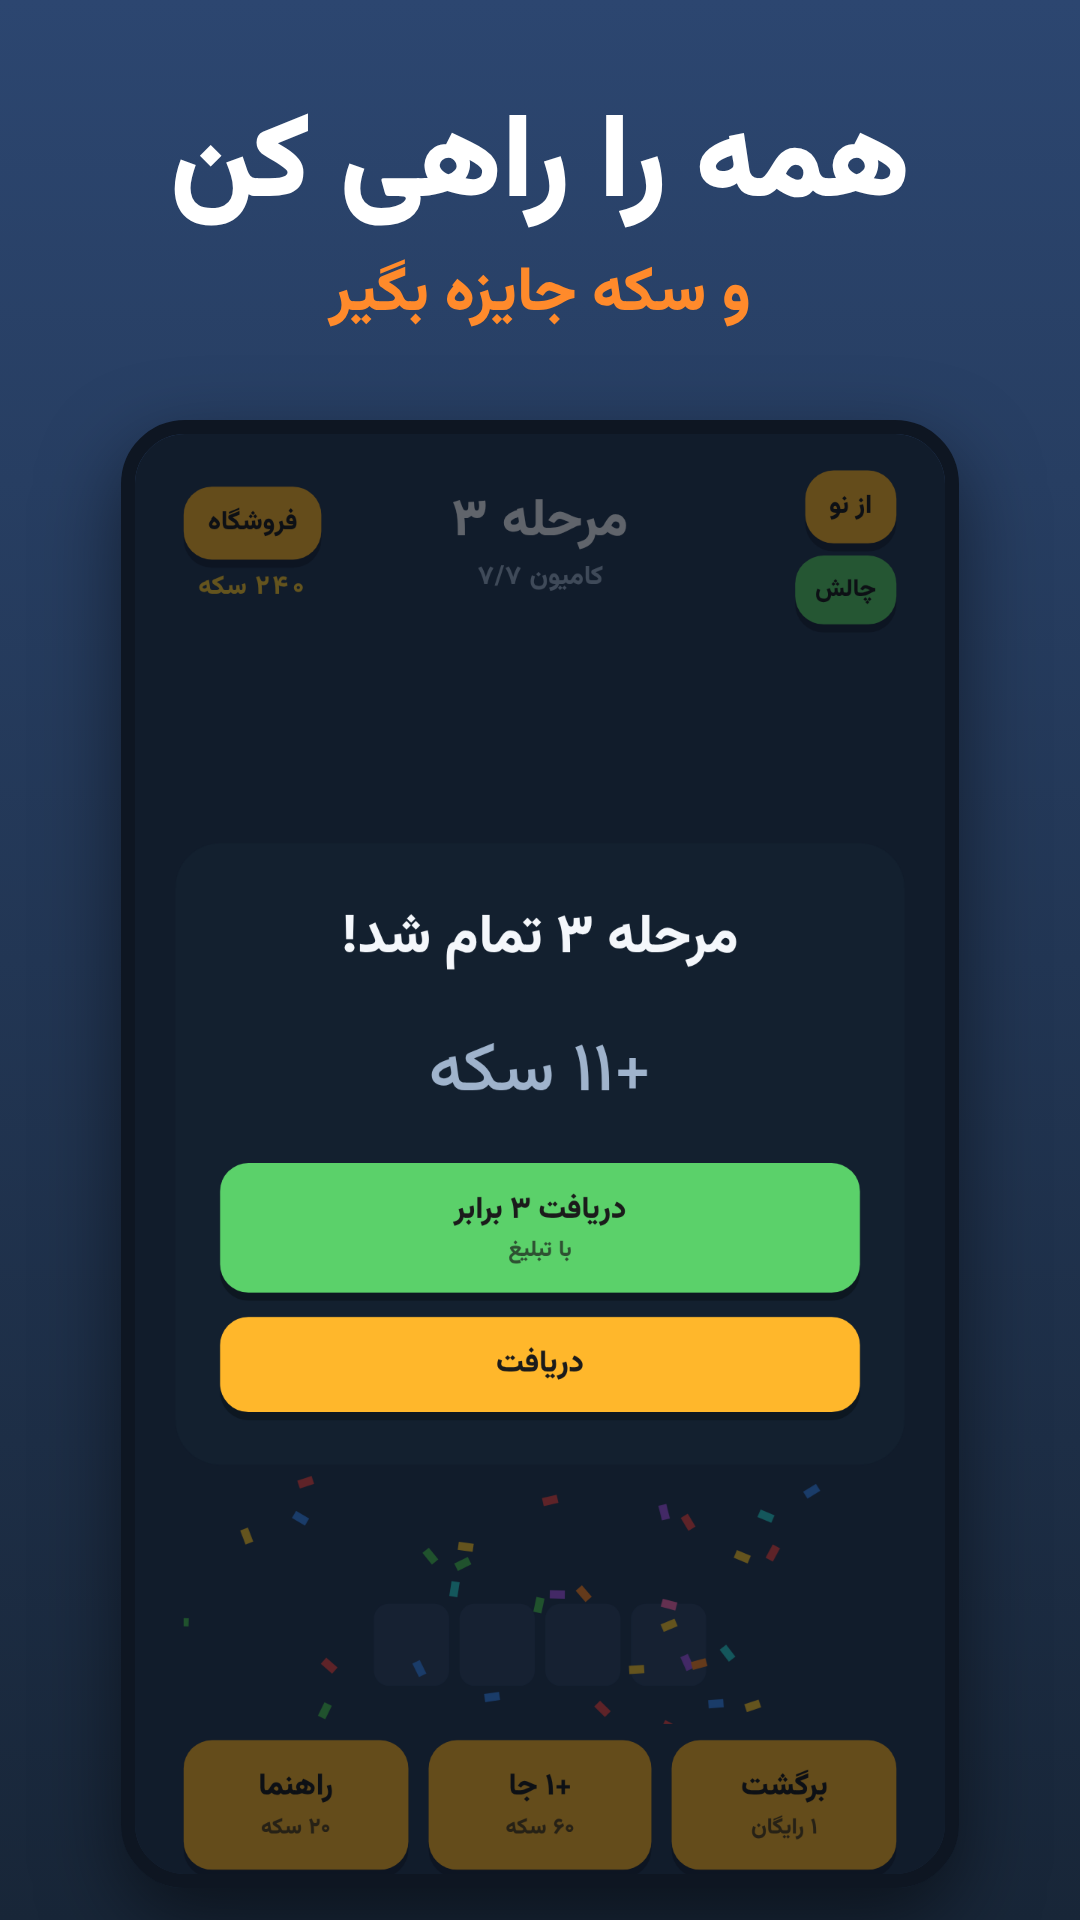 همه را راهی کن
و سکه جایزه بگیر
از نو
مرحله ۳
فروشگاه
کامیون ۷/۷
چالش
۲۴۰ سکه
مرحله ۳ تمام شد!
+۱۱ سکه
دریافت ۳ برابر
با تبلیغ
دریافت
برگشت
۱ رایگان
+۱ جا
۶۰ سکه
راهنما
۲۰ سکه